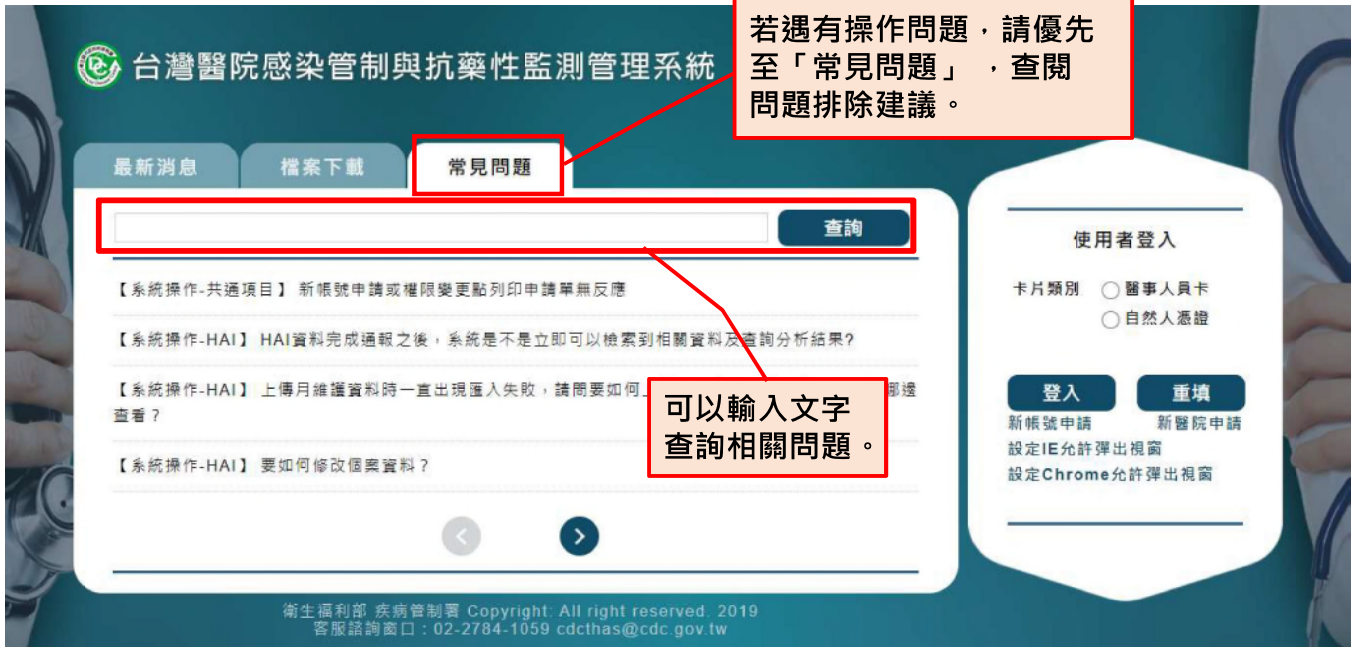 台灣醫院感染管制與抗藥性監測管理系統
若遇有操作問題，請優先
至「常見問題」，查閱
問題排除建議。
最新消息
檔案下載
常見問題
查詢
【系統操作-共通項目】 新帳號申請或權限變更點列印申請單無反應
【系統操作-HAI】 HAI資料完成通報之後，系統是不是立即可以檢索到相關資料及查詢分析結果?
【系統操作-HAI】 上傳月維護資料時一直出現匯入失敗，請問要如何
那邊
查看？
【系統操作-HAI】 要如何修改個案資料？
可以輸入文字
查詢相關問題。
使用者登入
卡片類別 醫事人員卡
自然人憑證
登入 重填
新帳號申請 新醫院申請
設定IE允許彈出視窗
設定Chrome允許彈出視窗
衛生福利部 疾病管制署 Copyright: All right reserved. 2019
客服諮詢窗口：02-2784-1059 cdcthas@cdc.gov.tw